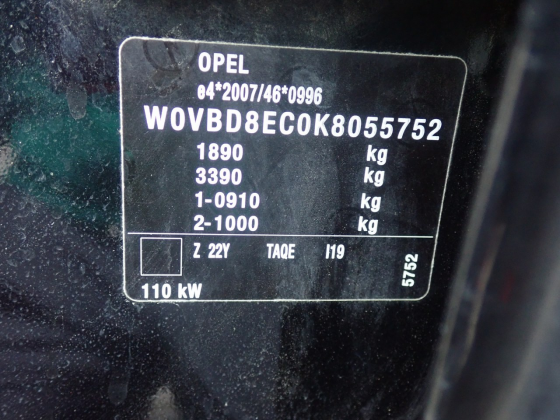 OPEL
e4*2007/46*0996
W0VBD8EC0K8055752
1890 kg
3390 kg
1-0910 kg
2-1000 kg
Z 22Y TAQE I19
5752
110 kW